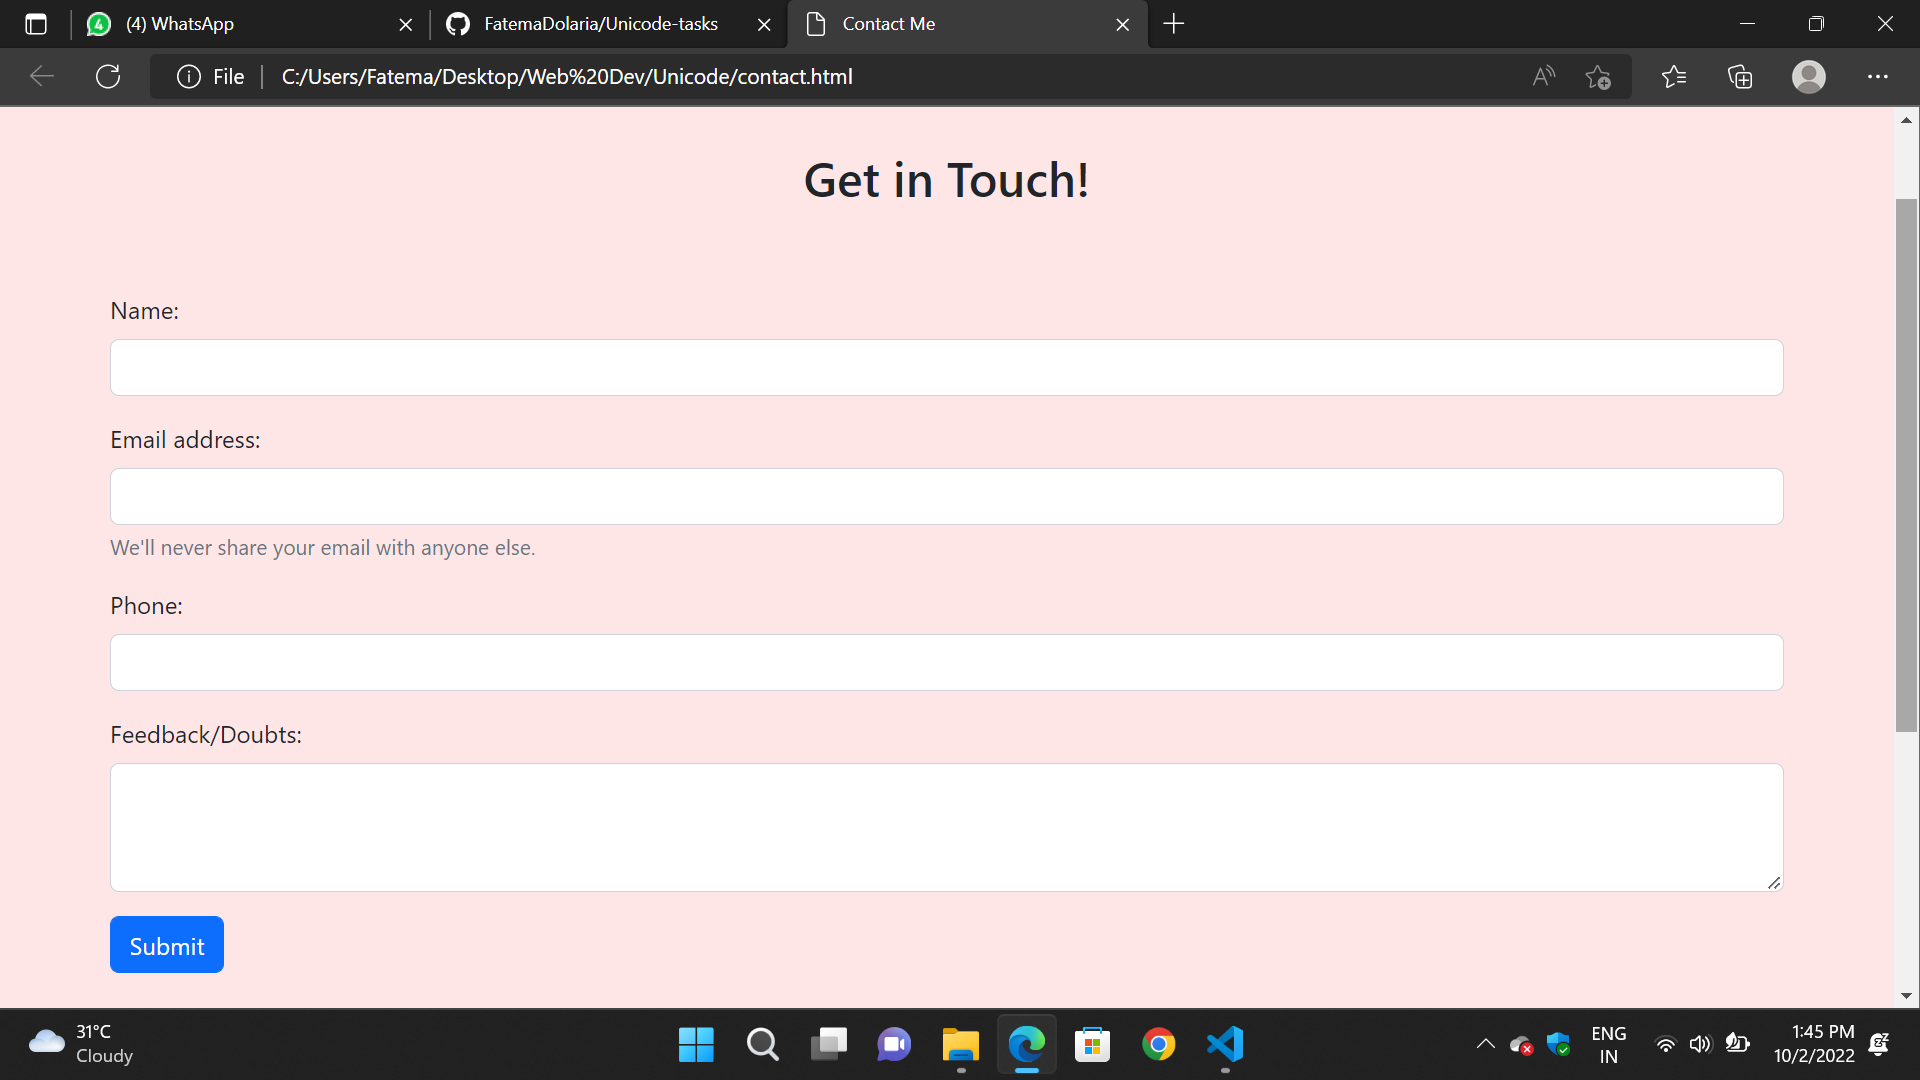 (4) WhatsApp
FatemaDolaria/Unicode-tasks
Contact Me
File
C:/Users/Fatema/Desktop/Web%20Dev/Unicode/contact.html
Get in Touch!
Name:
Email address:
We'll never share your email with anyone else.
Phone:
Feedback/Doubts:
Submit
31°C
Cloudy
ENG
IN
1:45 PM
10/2/2022